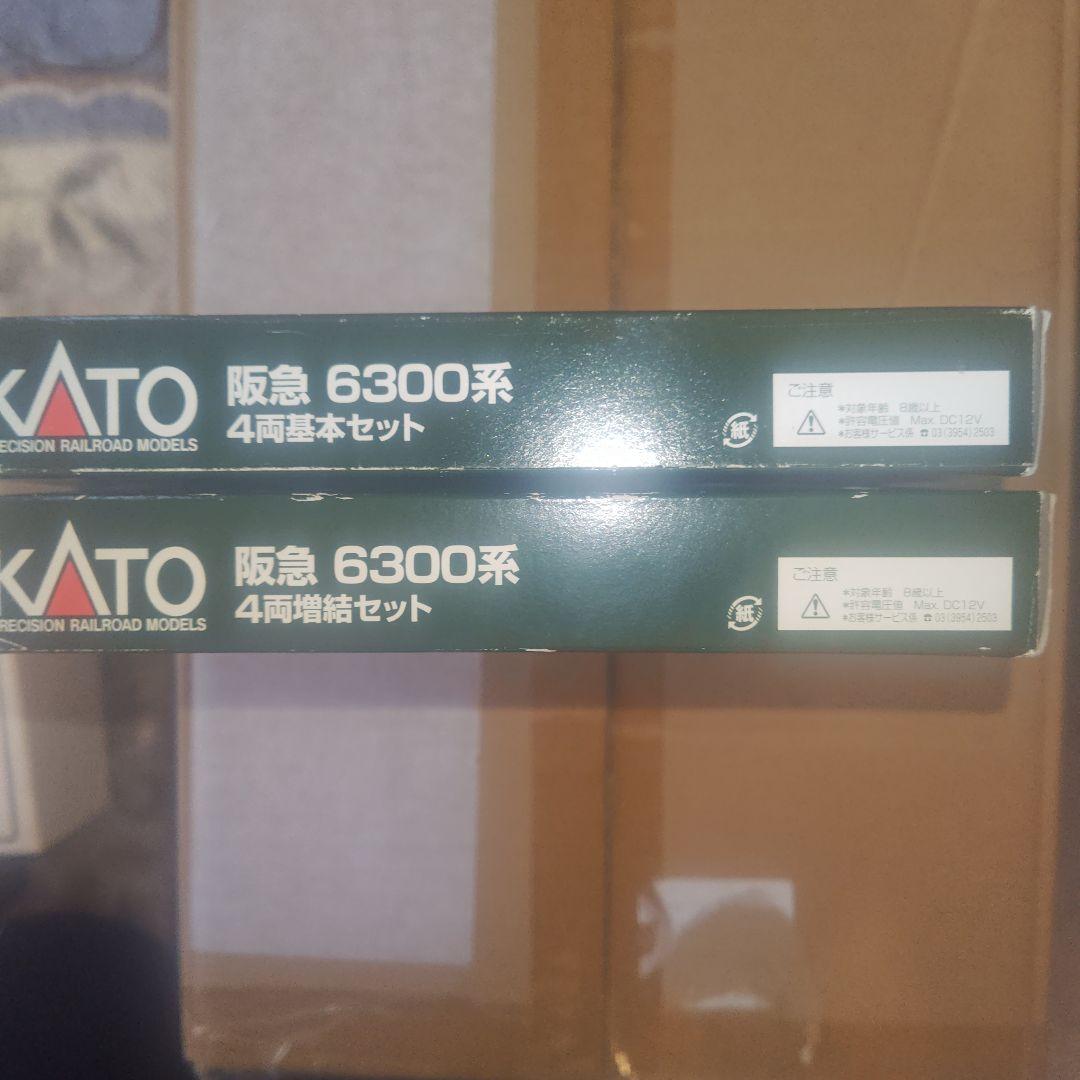 KATO
RECISION RAILROAD MODELS
阪急 6300系
4両基本セット
紙
ご注意
*対象年齢 8歳以上
*許容電圧値 Max. DC12V
*お客様サービス係 ☎ 03(3954)2503
KATO
RECISION RAILROAD MODELS
阪急 6300系
4両増結セット
紙
ご注意
*対象年齢 8歳以上
*許容電圧値 Max. DC12V
*お客様サービス係 ☎ 03(3954)2503